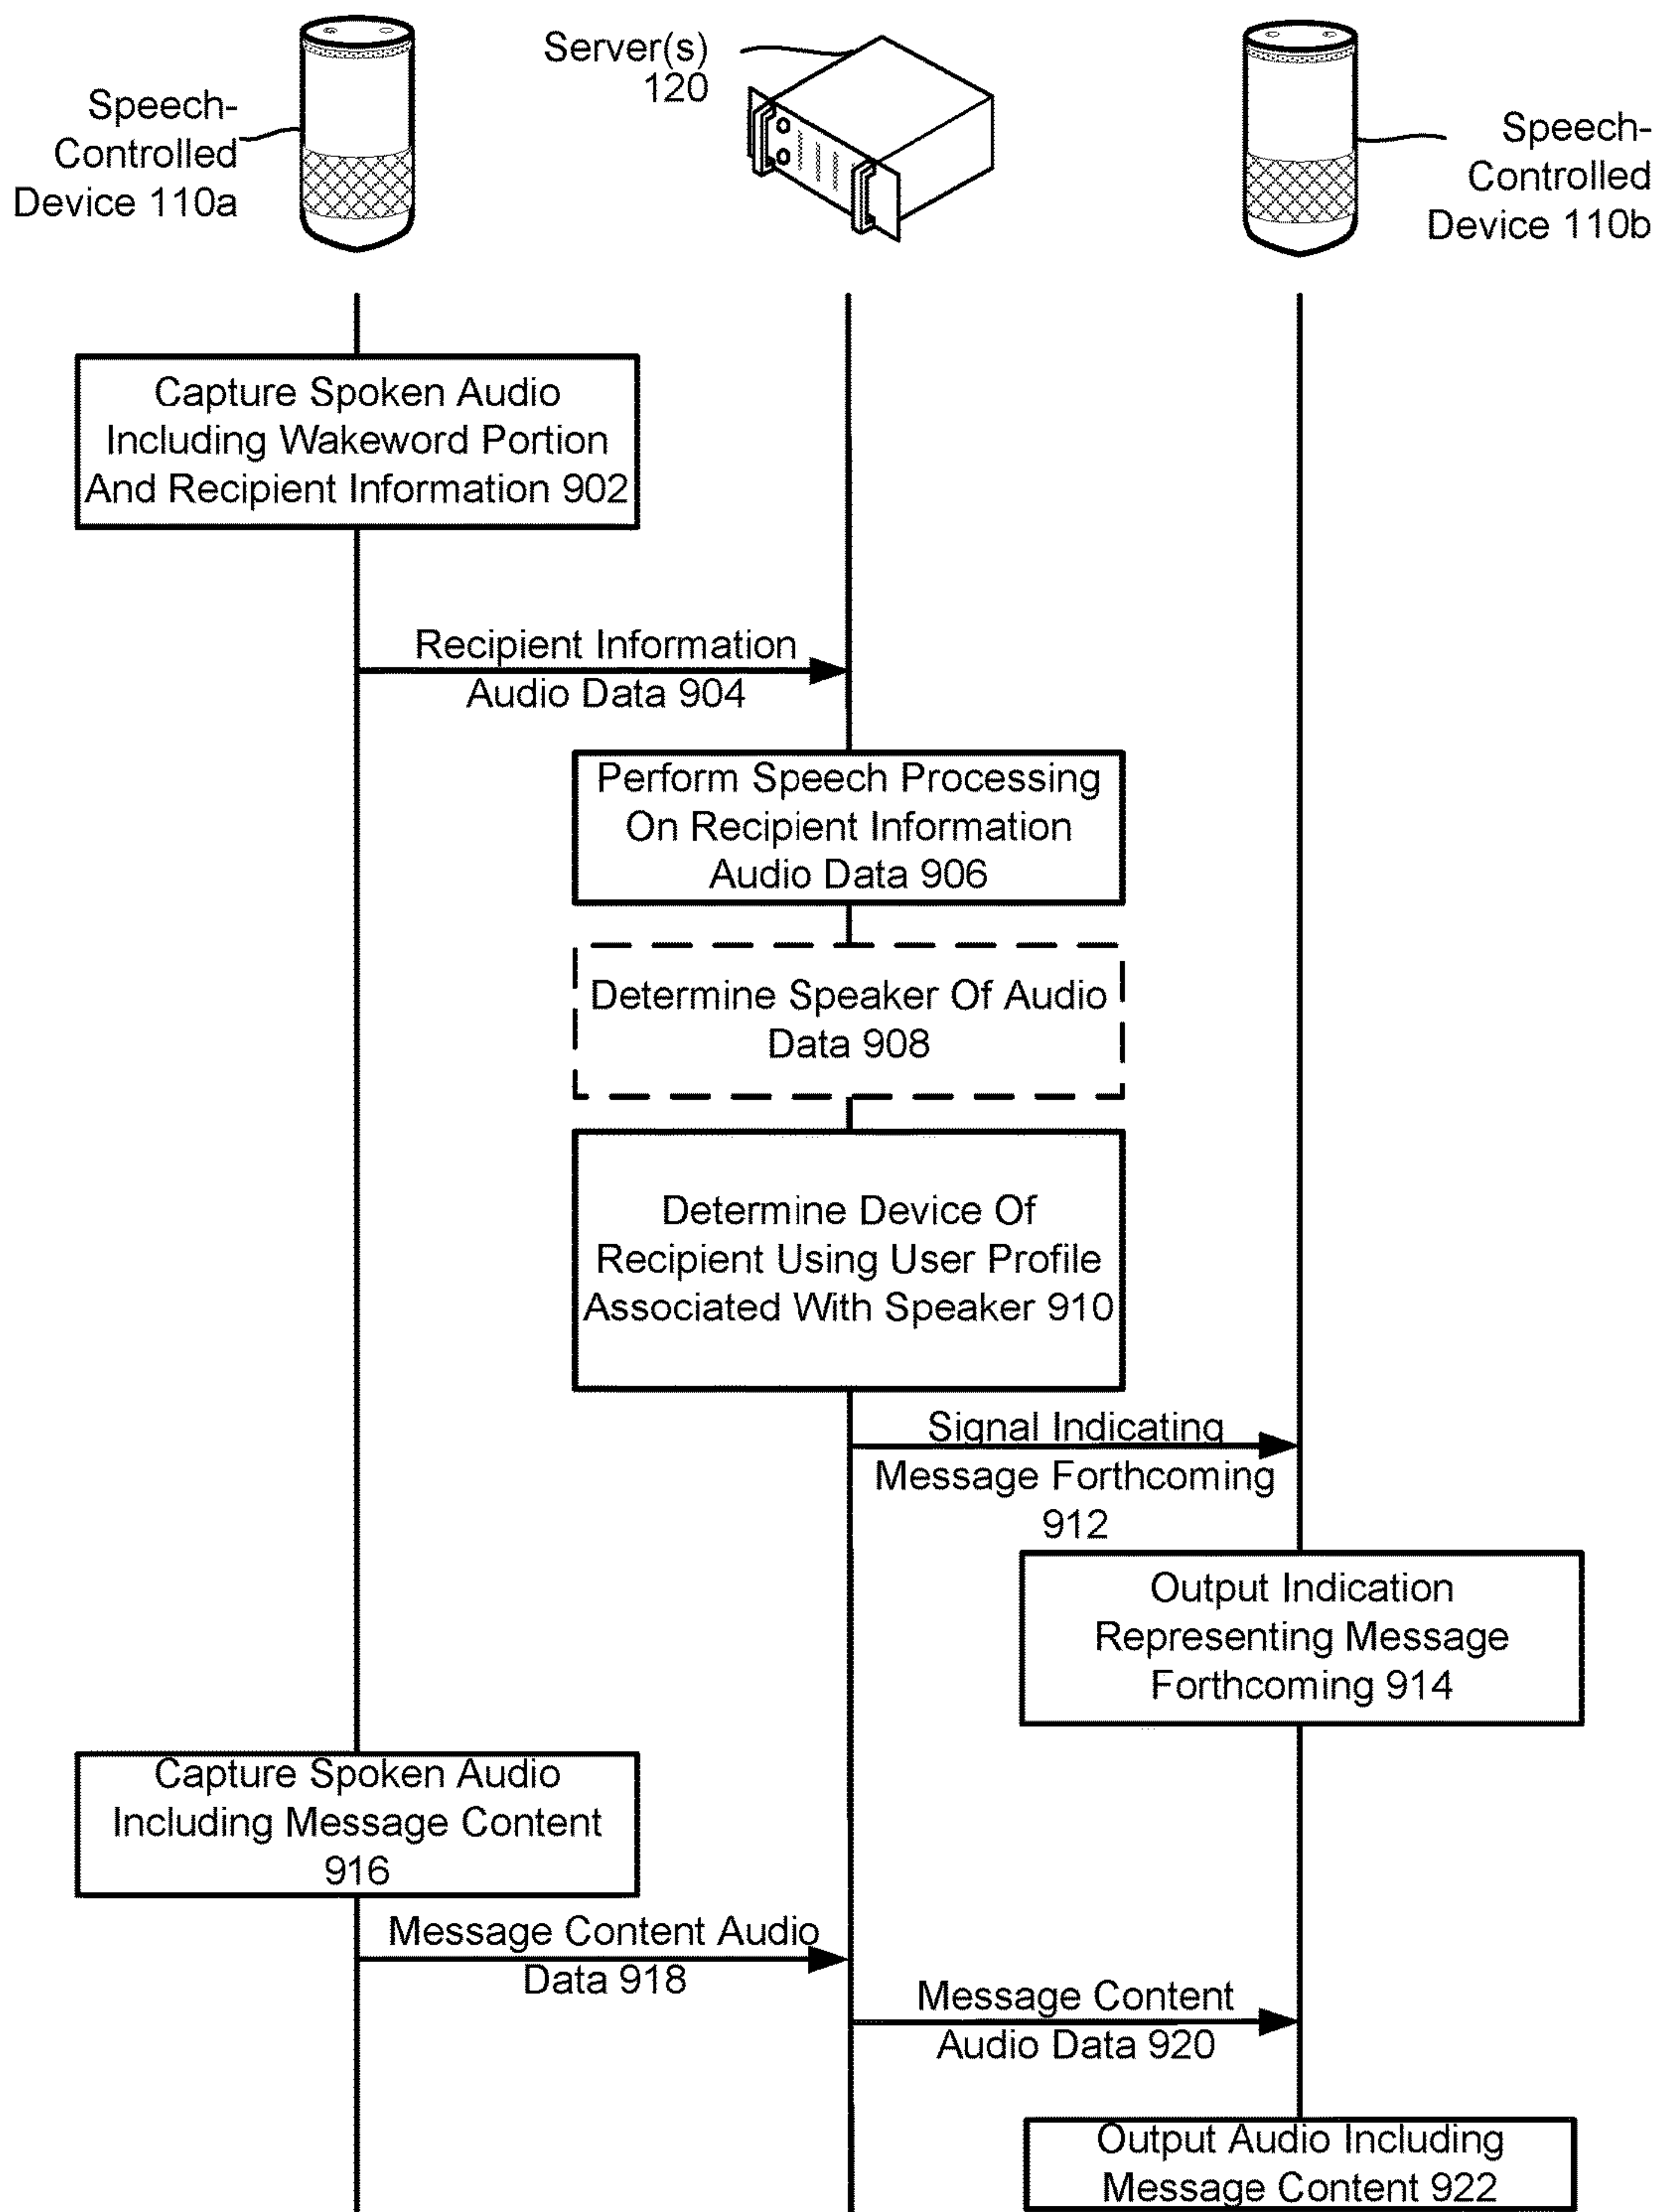 Speech-
Controlled
Device 110a
Server(s)
120
Speech-
Controlled
Device 110b
Capture Spoken Audio
Including Wakeword Portion
And Recipient Information 902
Recipient Information
Audio Data 904
Perform Speech Processing
On Recipient Information
Audio Data 906
Determine Speaker Of Audio
Data 908
Determine Device Of
Recipient Using User Profile
Associated With Speaker 910
Signal Indicating
Message Forthcoming
912
Output Indication
Representing Message
Forthcoming 914
Capture Spoken Audio
Including Message Content
916
Message Content Audio
Data 918
Message Content
Audio Data 920
Output Audio Including
Message Content 922